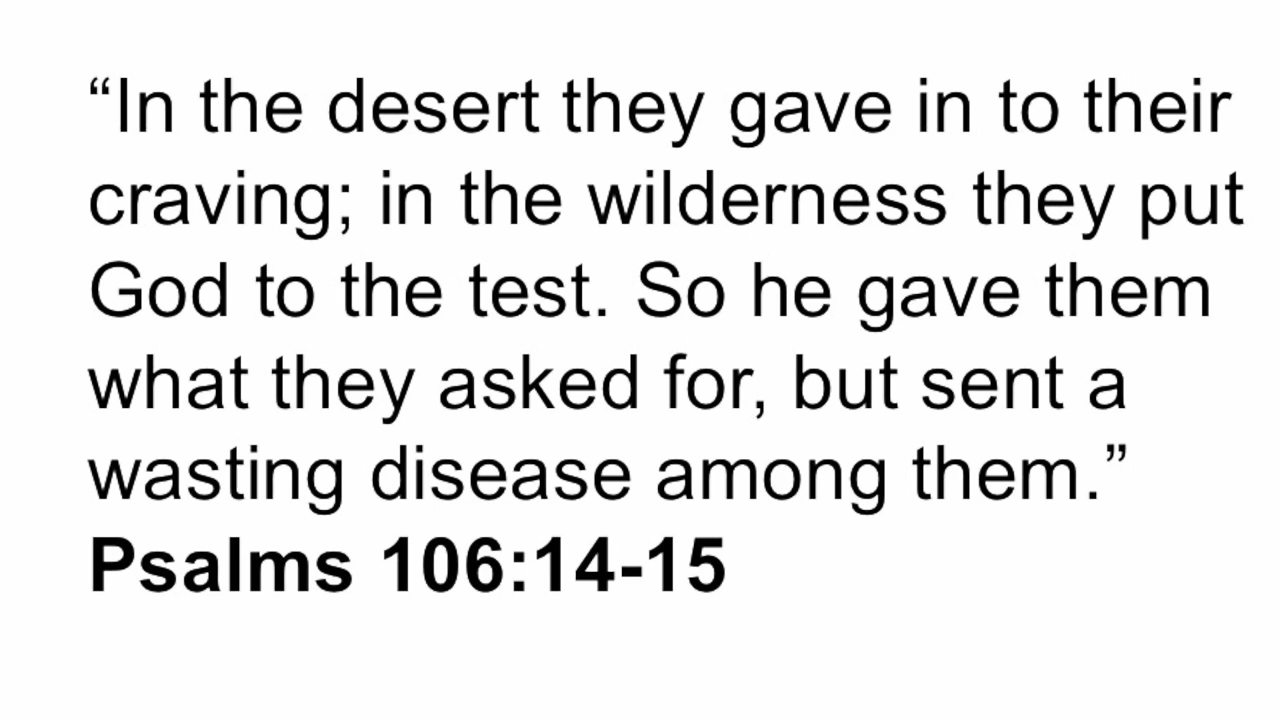 “In the desert they gave in to their
craving; in the wilderness they put
God to the test. So he gave them
what they asked for, but sent a
wasting disease among them.”
Psalms 106:14-15